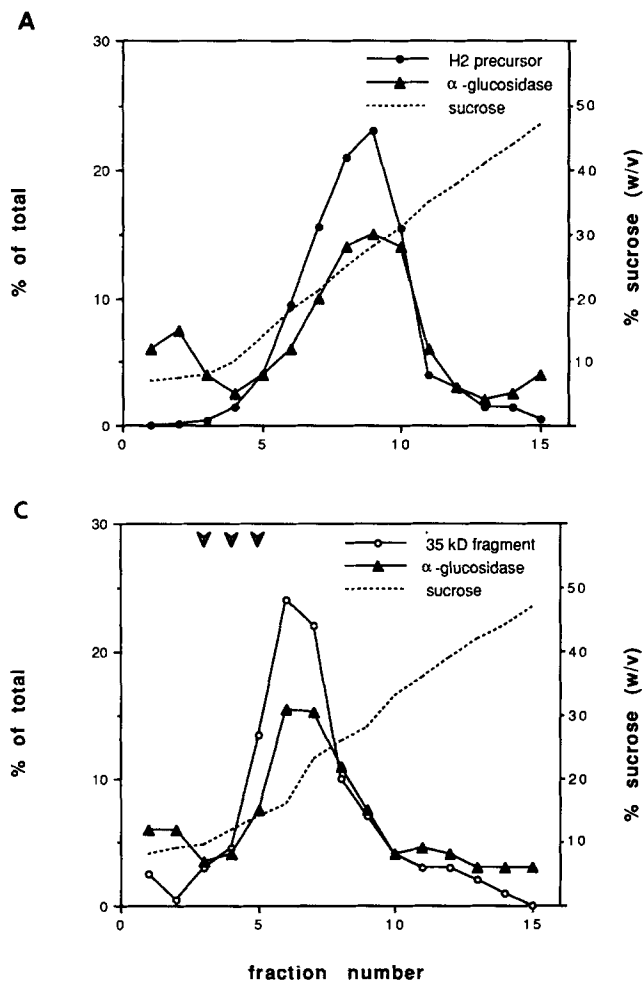 A
H2 precursor
α -glucosidase
sucrose
% of total
% sucrose (w/v)
30
20
10
0
50
40
30
20
10
0 5 10 15
C
35 kD fragment
α -glucosidase
sucrose
% of total
% sucrose (w/v)
30
20
10
0
50
40
30
20
10
0 5 10 15
fraction number